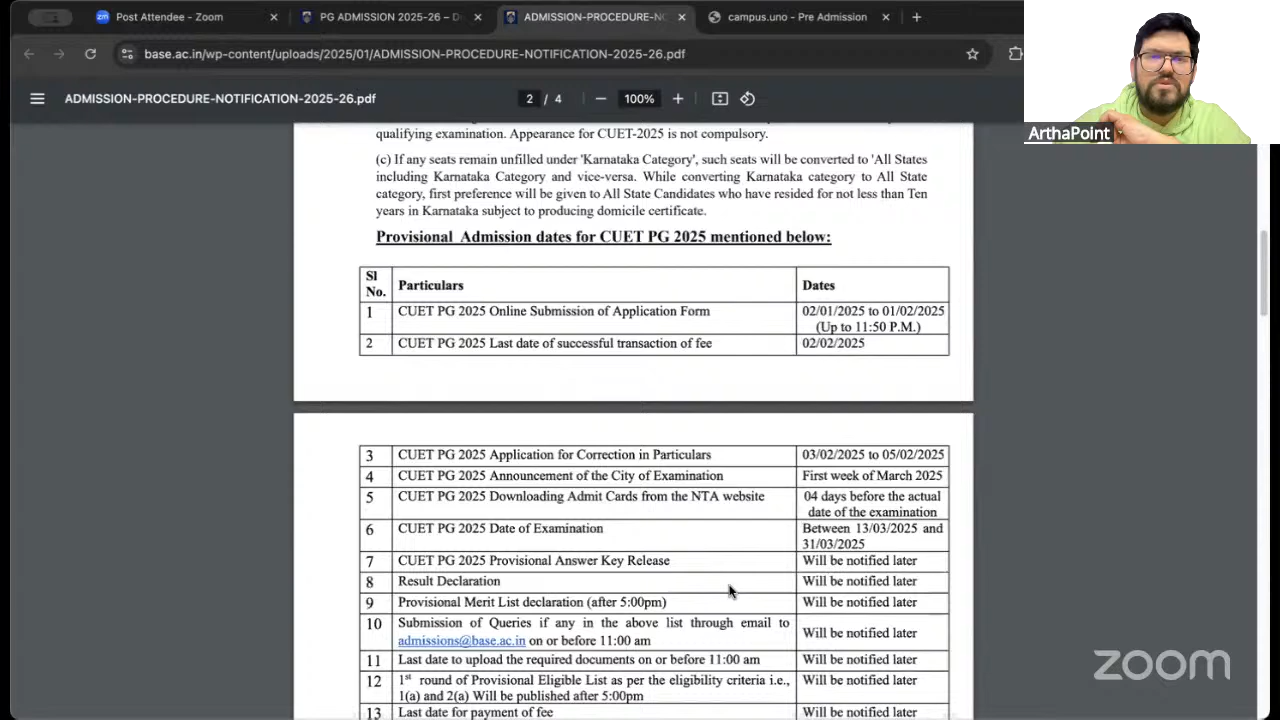 Post Attendee - Zoom
PG ADMISSION 2025-26 – D
ADMISSION-PROCEDURE-NO
campus.uno - Pre Admission
base.ac.in/wp-content/uploads/2025/01/ADMISSION-PROCEDURE-NOTIFICATION-2025-26.pdf
ADMISSION-PROCEDURE-NOTIFICATION-2025-26.pdf
2 / 4
100%
ArthaPoint
qualifying examination. Appearance for CUET-2025 is not compulsory.
(c) If any seats remain unfilled under 'Karnataka Category', such seats will be converted to 'All States
including Karnataka Category and vice-versa. While converting Karnataka category to All State
category, first preference will be given to All State Candidates who have resided for not less than Ten
years in Karnataka subject to producing domicile certificate.
Provisional Admission dates for CUET PG 2025 mentioned below:
Sl
No.
Particulars
Dates
1 CUET PG 2025 Online Submission of Application Form 02/01/2025 to 01/02/2025
(Up to 11:50 P.M.)
2 CUET PG 2025 Last date of successful transaction of fee 02/02/2025
3 CUET PG 2025 Application for Correction in Particulars 03/02/2025 to 05/02/2025
4 CUET PG 2025 Announcement of the City of Examination First week of March 2025
5 CUET PG 2025 Downloading Admit Cards from the NTA website 04 days before the actual
date of the examination
6 CUET PG 2025 Date of Examination Between 13/03/2025 and
31/03/2025
7 CUET PG 2025 Provisional Answer Key Release Will be notified later
8 Result Declaration Will be notified later
9 Provisional Merit List declaration (after 5:00pm) Will be notified later
10 Submission of Queries if any in the above list through email to
admissions@base.ac.in on or before 11:00 am
Will be notified later
11 Last date to upload the required documents on or before 11:00 am Will be notified later
12 1st round of Provisional Eligible List as per the eligibility criteria i.e., Will be notified later
1(a) and 2(a) Will be published after 5:00pm
13 Last date for payment of fee Will be notified later
zoom